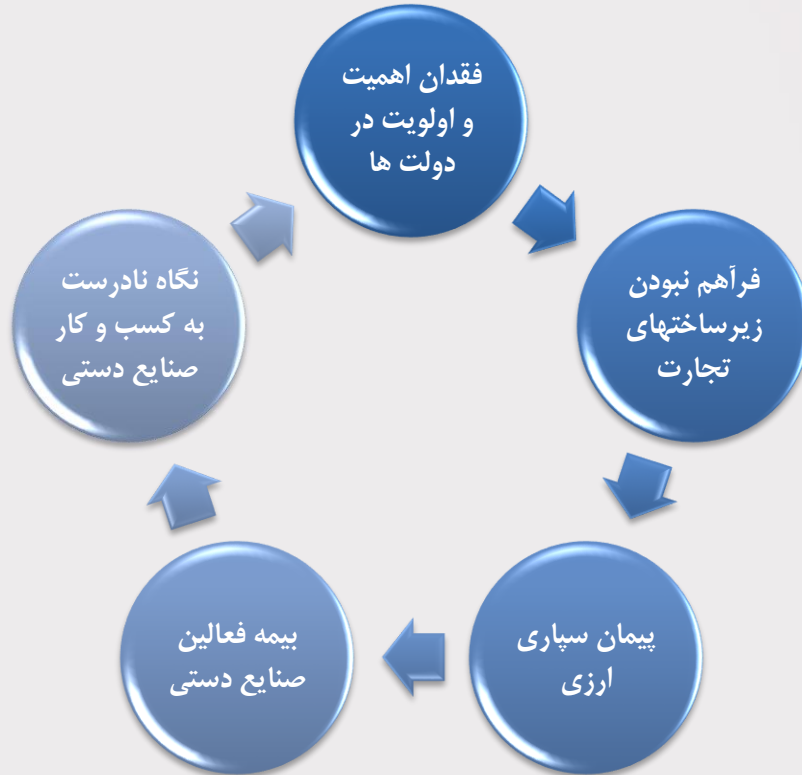 فقدان اهمیت
و اولویت در
دولت ها
فرآهم نبودن
زیرساختهای
تجارت
پیمان سپاری
ارزی
بیمه فعالین
صنایع دستی
نگاه نادرست
به کسب و کار
صنایع دستی